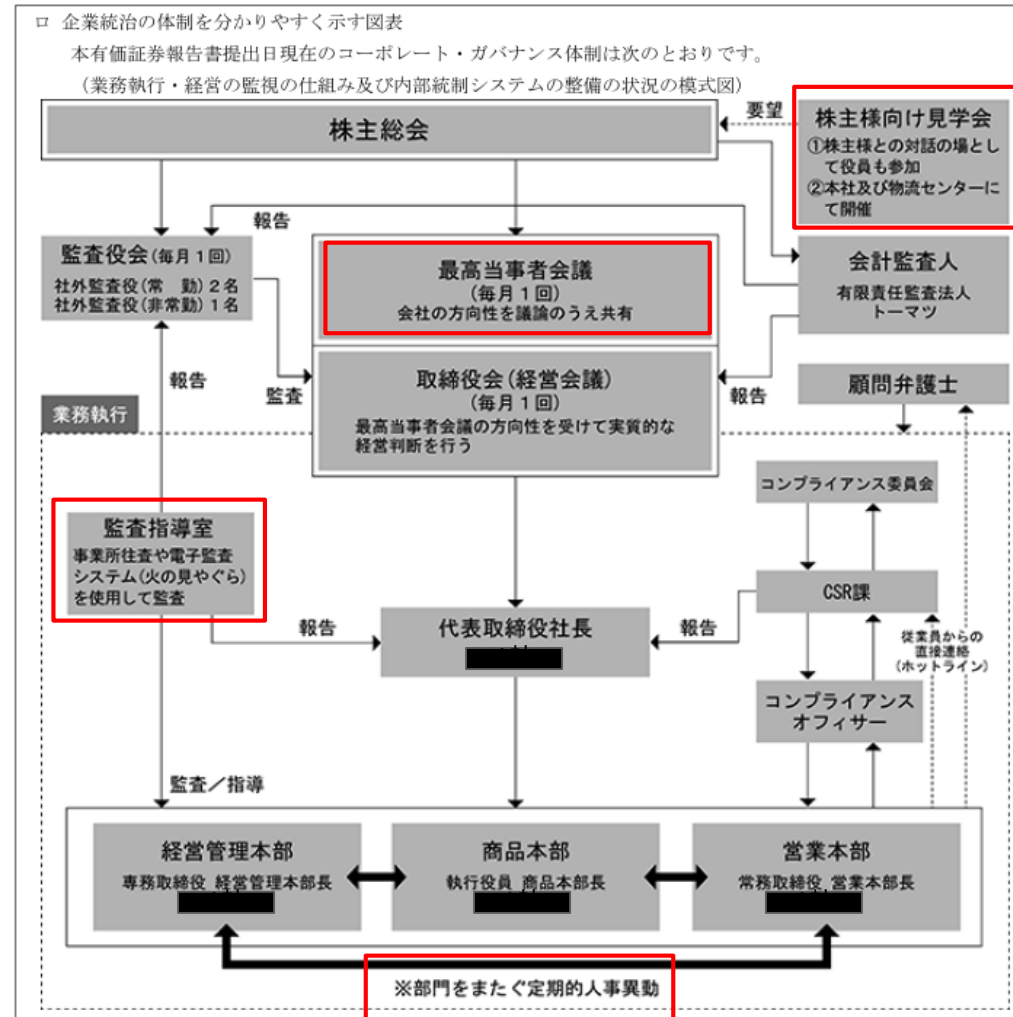 ロ 企業統治の体制を分かりやすく示す図表
本有価証券報告書提出日現在のコーポレート・ガバナンス体制は次のとおりです。
(業務執行・経営の監視の仕組み及び内部統制システムの整備の状況の模式図)
株主総会
要望
株主様向け見学会
①株主様との対話の場とし
て役員も参加
②本社及び物流センターに
て開催
報告
監査役会(毎月1回)
社外監査役(常 勤)2名
社外監査役(非常勤)1名
最高当事者会議
(毎月1回)
会社の方向性を議論のうえ共有
会計監査人
有限責任監査法人
トーマツ
報告
監査
取締役会(経営会議)
(毎月1回)
最高当事者会議の方向性を受けて実質的な
経営判断を行う
報告
顧問弁護士
業務執行
コンプライアンス委員会
監査指導室
事業所往査や電子監査
システム(火の見やぐら)
を使用して監査
CSR課
報告
代表取締役社長
報告
従業員からの
直接連絡
(ホットライン)
コンプライアンス
オフィサー
監査/指導
経営管理本部
専務取締役 経営管理本部長
商品本部
執行役員 商品本部長
営業本部
常務取締役 営業本部長
※部門をまたぐ定期的人事異動